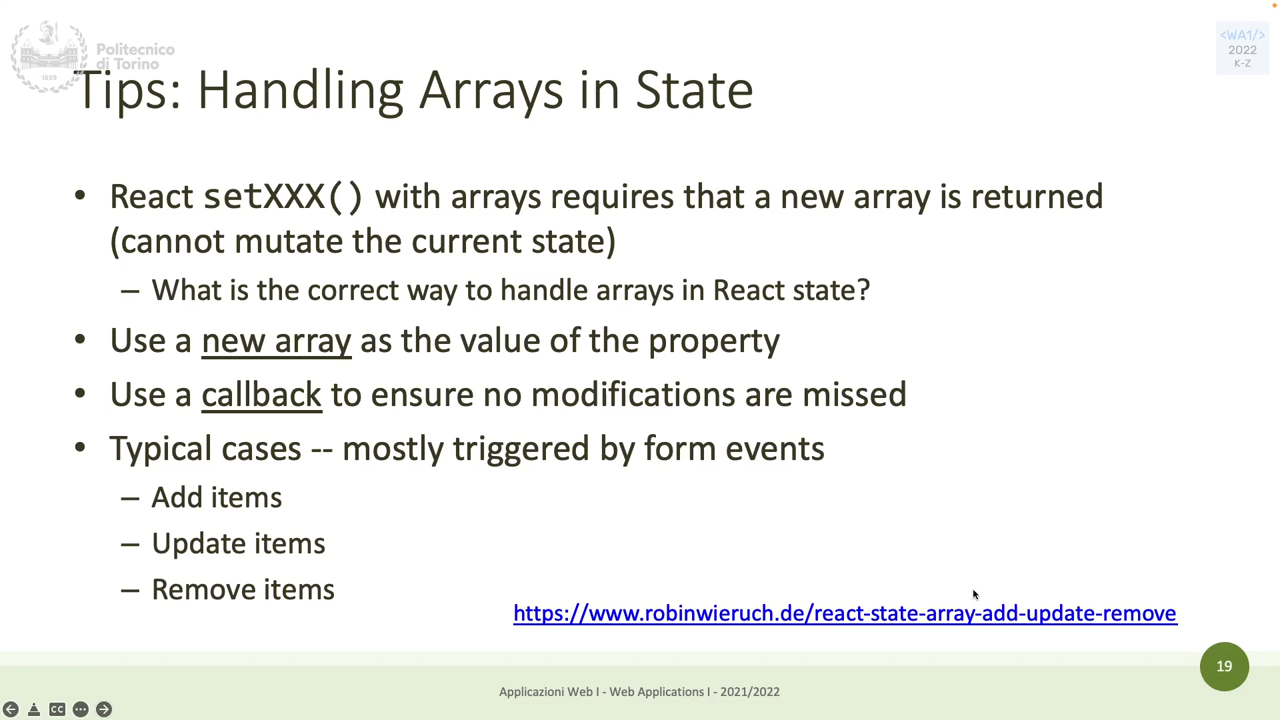 Politecnico
di Torino
1859
<WA1/>
2022
K-Z
Tips: Handling Arrays in State
• React setXXX() with arrays requires that a new array is returned
(cannot mutate the current state)
– What is the correct way to handle arrays in React state?
• Use a new array as the value of the property
• Use a callback to ensure no modifications are missed
• Typical cases -- mostly triggered by form events
– Add items
– Update items
– Remove items
https://www.robinwieruch.de/react-state-array-add-update-remove
19
Applicazioni Web I - Web Applications I - 2021/2022
CC